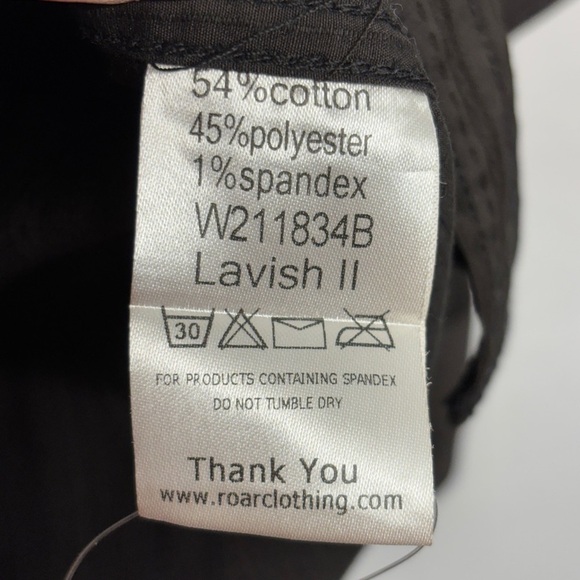 54%cotton
45%polyester
1%spandex
W211834B
Lavish II
30
FOR PRODUCTS CONTAINING SPANDEX
DO NOT TUMBLE DRY
Thank You
www.roarclothing.com